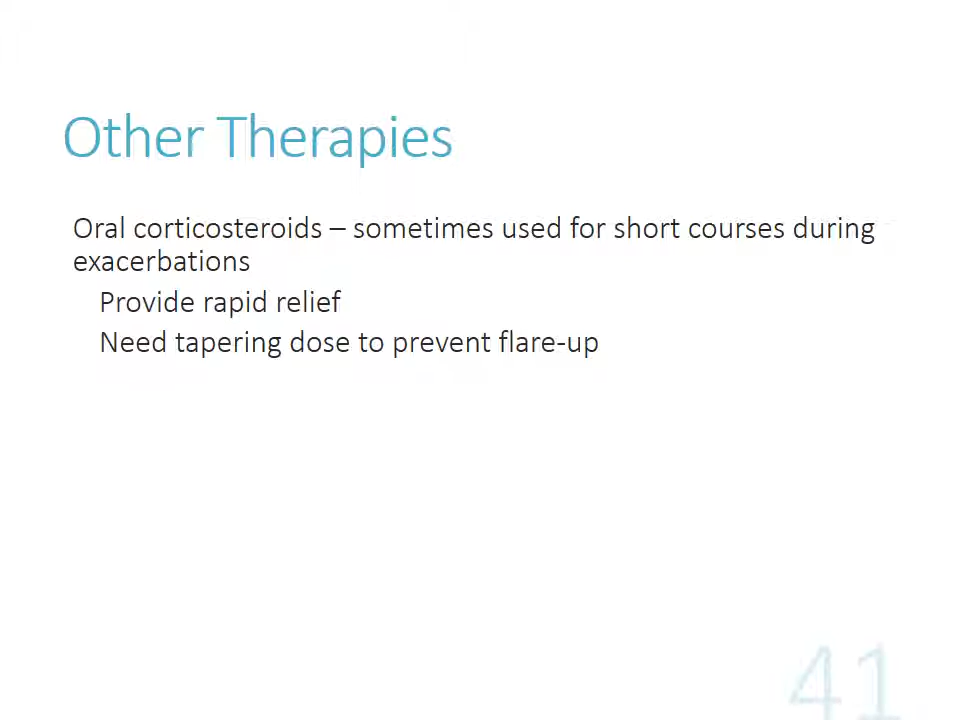 Other Therapies
Oral corticosteroids – sometimes used for short courses during
exacerbations
Provide rapid relief
Need tapering dose to prevent flare-up
41